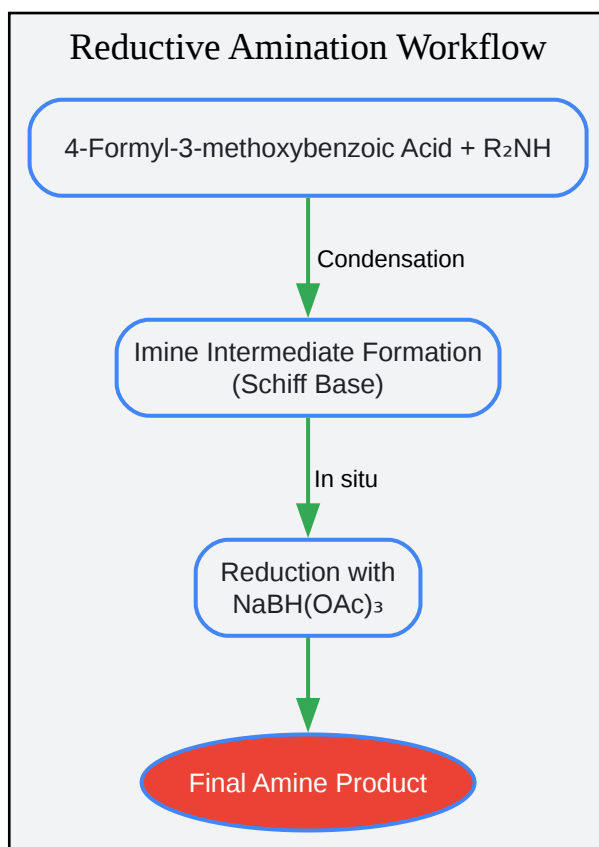 Reductive Amination Workflow
4-Formyl-3-methoxybenzoic Acid + R₂NH
Condensation
Imine Intermediate Formation
(Schiff Base)
In situ
Reduction with
NaBH(OAc)₃
Final Amine Product